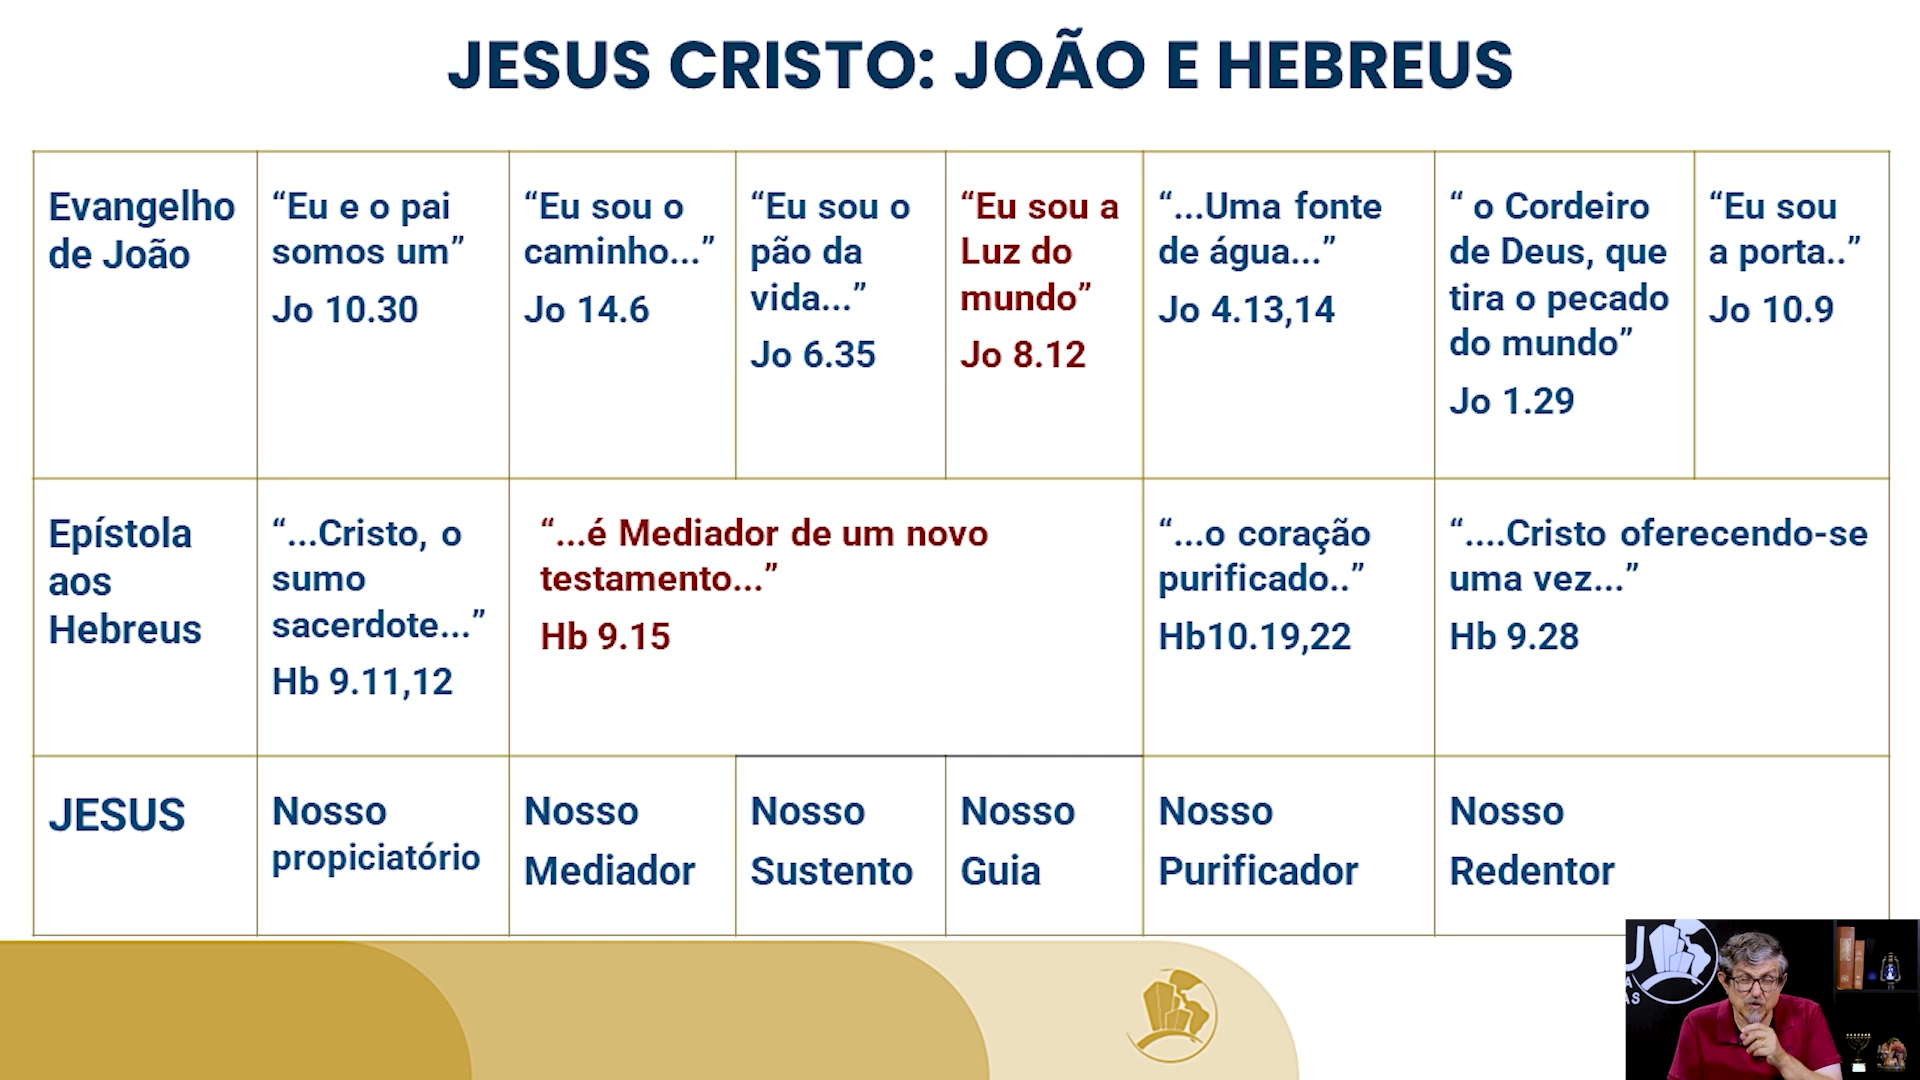 JESUS CRISTO: JOÃO E HEBREUS
Evangelho
de João
“Eu e o pai
somos um”
Jo 10.30
“Eu sou o
caminho...”
Jo 14.6
“Eu sou o
pão da
vida...”
Jo 6.35
“Eu sou a
Luz do
mundo”
Jo 8.12
“...Uma fonte
de água...”
Jo 4.13,14
“ o Cordeiro
de Deus, que
tira o pecado
do mundo”
Jo 1.29
“Eu sou
a porta..”
Jo 10.9
Epístola
aos
Hebreus
“...Cristo, o
sumo
sacerdote...”
Hb 9.11,12
“...é Mediador de um novo
testamento...”
Hb 9.15
“...o coração
purificado..”
Hb10.19,22
“....Cristo oferecendo-se
uma vez...”
Hb 9.28
JESUS
Nosso
propiciatório
Nosso
Mediador
Nosso
Sustento
Nosso
Guia
Nosso
Purificador
Nosso
Redentor